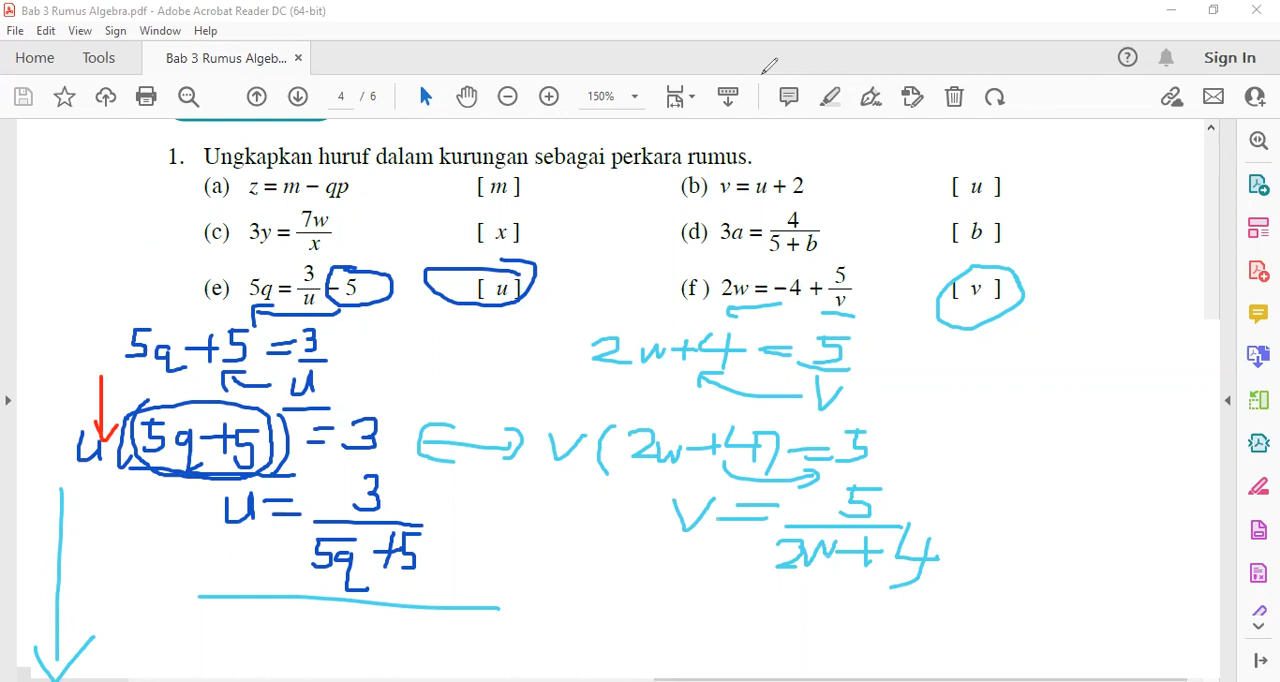 Bab 3 Rumus Algebra.pdf - Adobe Acrobat Reader DC (64-bit)
File Edit View Sign Window Help
Home Tools Bab 3 Rumus Algeb... × Sign In
4 / 6 150%
1. Ungkapkan huruf dalam kurungan sebagai perkara rumus.
(a) z = m − qp [ m ] (b) v = u + 2 [ u ]
(c) 3y = 7w/x [ x ] (d) 3a = 4/(5 + b) [ b ]
(e) 5q = 3/u − 5 [ u ] (f) 2w = −4 + 5/v [ v ]
5q + 5 = 3/u 2w + 4 = 5/v
u(5q + 5) = 3 v(2w + 4) = 5
u = 3/(5q + 5) v = 5/(2w + 4)